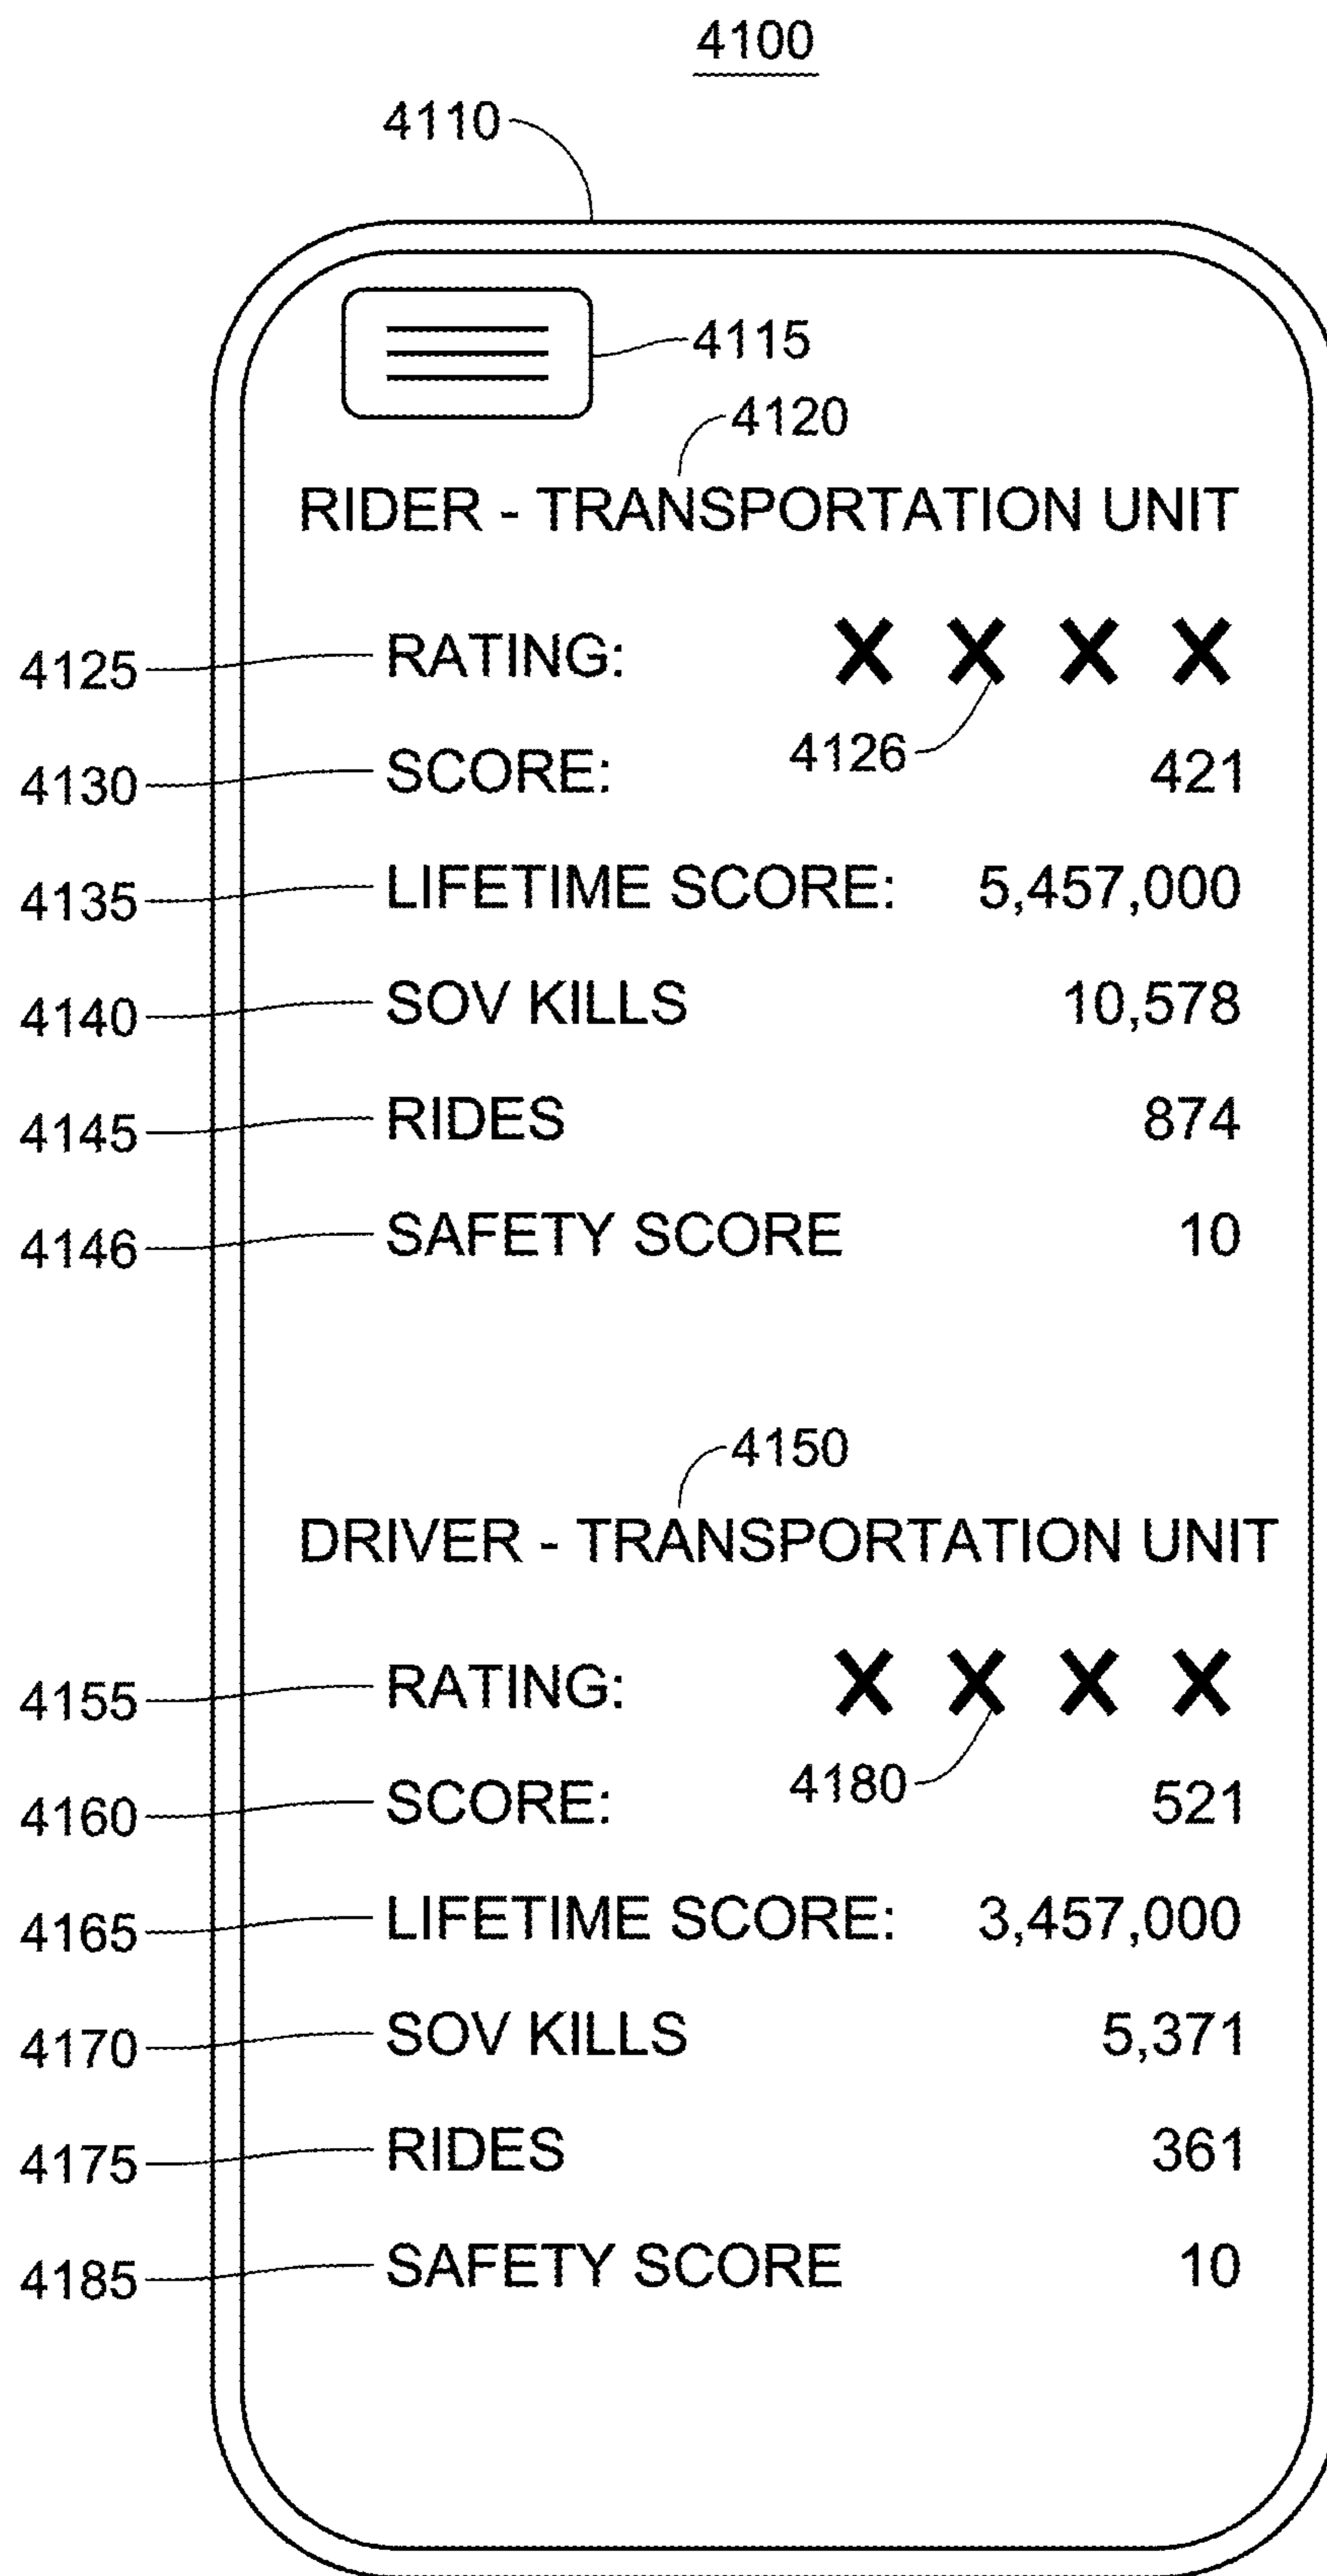 4100
4110
4115
4120
RIDER - TRANSPORTATION UNIT
4125 RATING: X X X X
4126
4130 SCORE: 421
4135 LIFETIME SCORE: 5,457,000
4140 SOV KILLS 10,578
4145 RIDES 874
4146 SAFETY SCORE 10
4150
DRIVER - TRANSPORTATION UNIT
4155 RATING: X X X X
4180
4160 SCORE: 521
4165 LIFETIME SCORE: 3,457,000
4170 SOV KILLS 5,371
4175 RIDES 361
4185 SAFETY SCORE 10